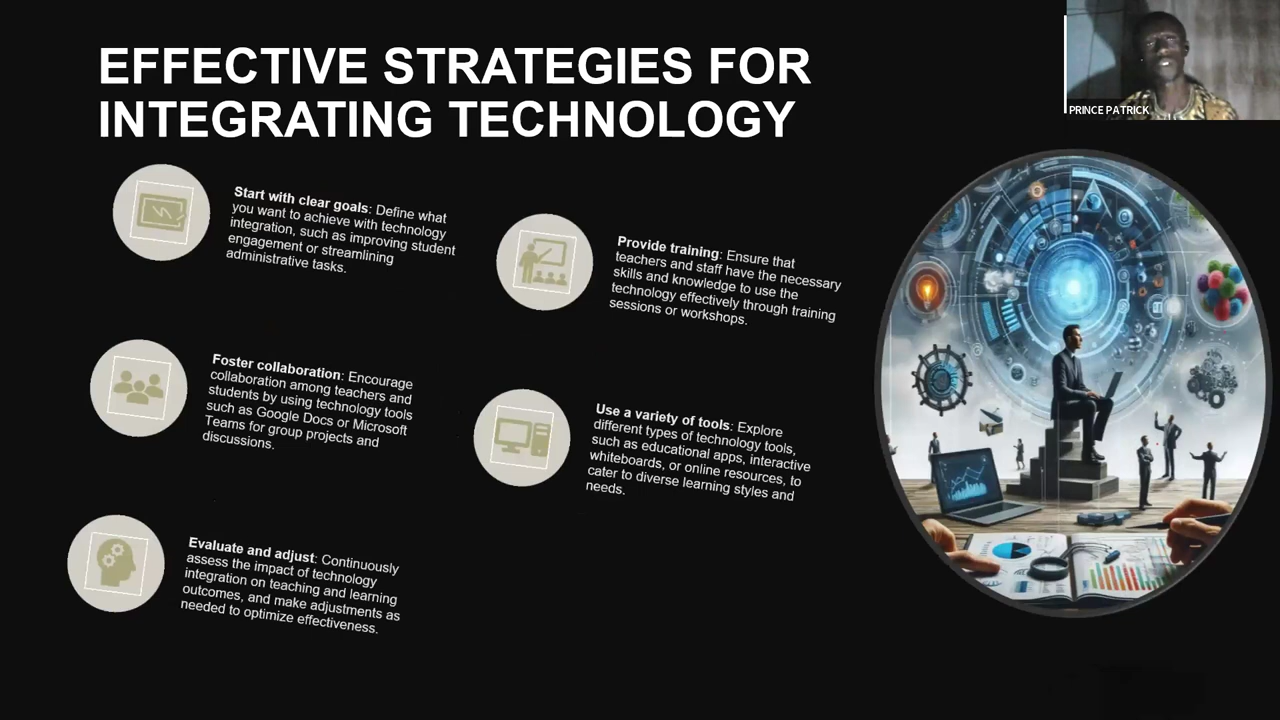 EFFECTIVE STRATEGIES FOR
INTEGRATING TECHNOLOGY
PRINCE PATRICK
Start with clear goals: Define what
you want to achieve with technology
integration, such as improving student
engagement or streamlining
administrative tasks.
Provide training: Ensure that
teachers and staff have the necessary
skills and knowledge to use the
technology effectively through training
sessions or workshops.
Foster collaboration: Encourage
collaboration among teachers and
students by using technology tools
such as Google Docs or Microsoft
Teams for group projects and
discussions.
Use a variety of tools: Explore
different types of technology tools,
such as educational apps, interactive
whiteboards, or online resources, to
cater to diverse learning styles and
needs.
Evaluate and adjust: Continuously
assess the impact of technology
integration on teaching and learning
outcomes, and make adjustments as
needed to optimize effectiveness.